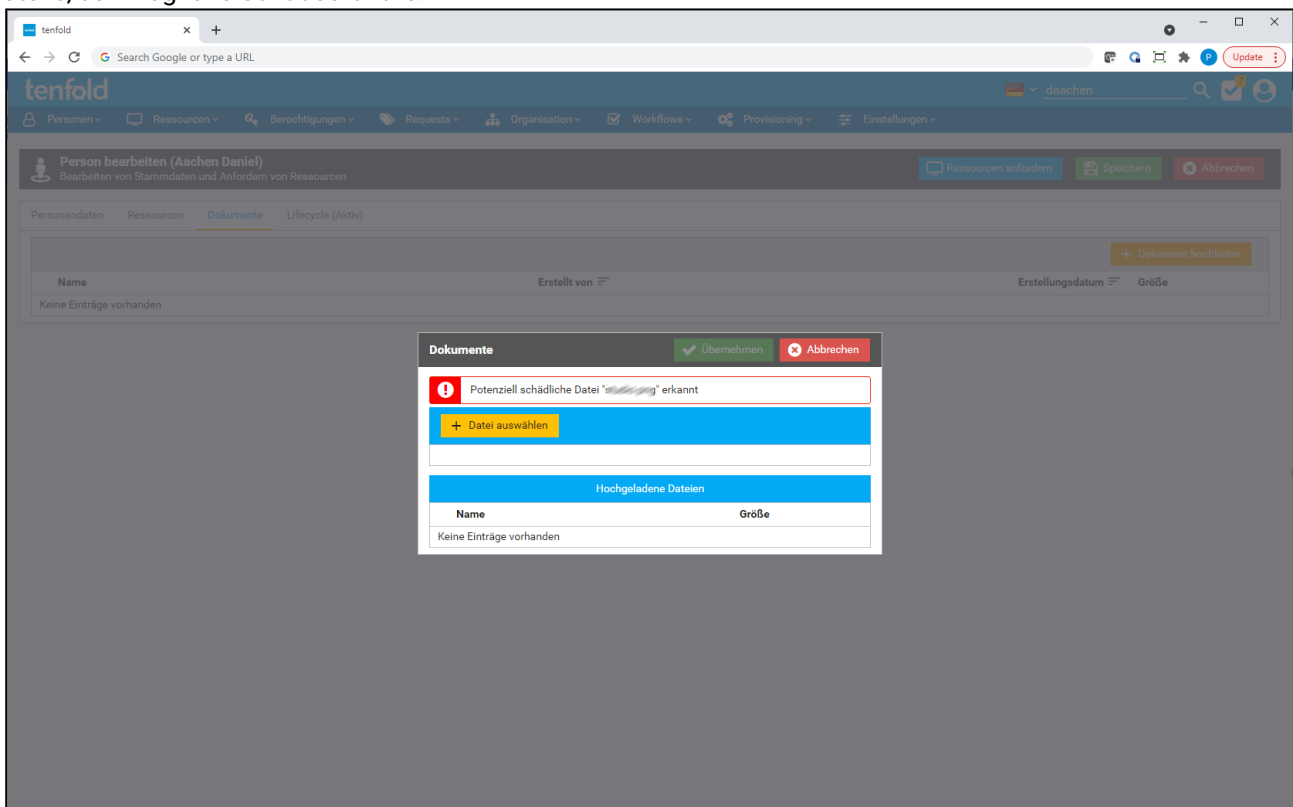 tenfold
Search Google or type a URL
Update
tenfold
daachen
7
Personen
Ressourcen
Berechtigungen
Requests
Organisation
Workflows
Provisioning
Einstellungen
Person bearbeiten (Aachen Daniel)
Bearbeiten von Stammdaten und Anfordern von Ressourcen
Ressourcen anfordern
Speichern
Abbrechen
Personendaten
Ressourcen
Dokumente
Lifecycle (Aktiv)
+ Dokument hochladen
Name
Erstellt von
Erstellungsdatum
Größe
Keine Einträge vorhanden
Dokumente
Übernehmen
Abbrechen
Potenziell schädliche Datei " " erkannt
+ Datei auswählen
Hochgeladene Dateien
Name
Größe
Keine Einträge vorhanden